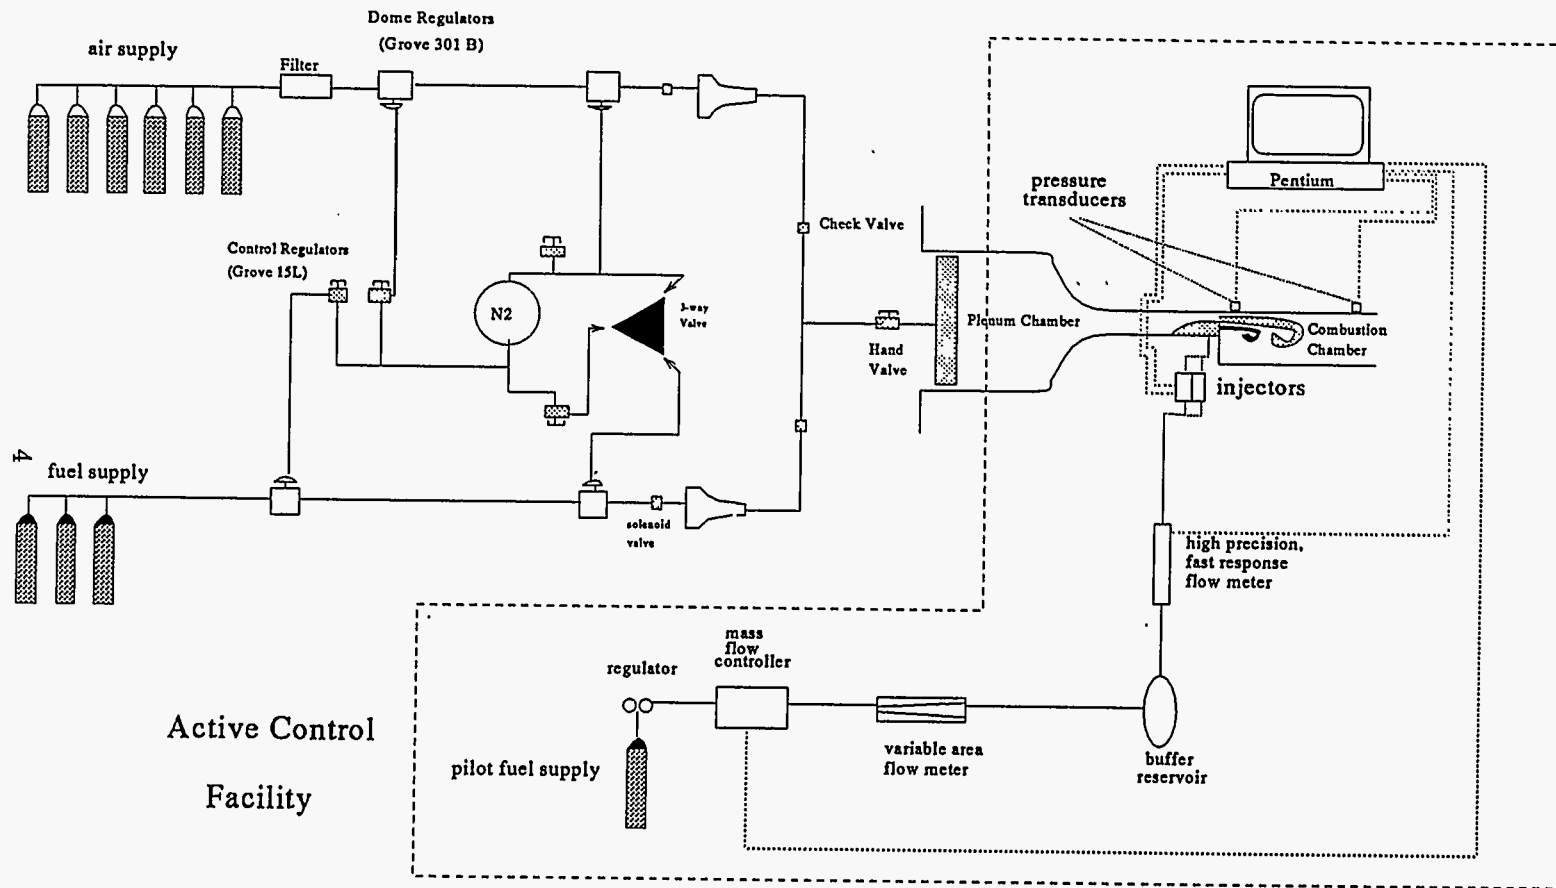 Dome Regulators
(Grove 301 B)
air supply
Filter
Pentium
pressure
transducers
Check Valve
Control Regulators
(Grove 15L)
N2
3-way
Valve
Plenum Chamber
Hand
Valve
Combustion
Chamber
injectors
4
fuel supply
solenoid
valve
high precision,
fast response
flow meter
mass
flow
controller
regulator
Active Control
Facility
pilot fuel supply
variable area
flow meter
buffer
reservoir